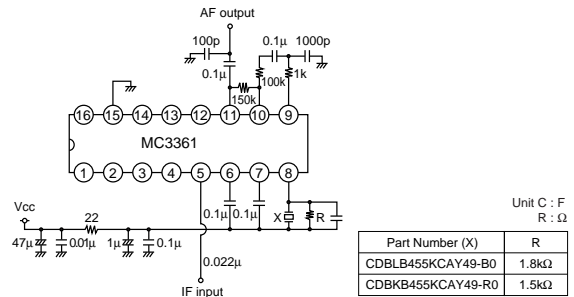 AF output
100p
0.1μ
1000p
0.1μ
100k
1k
150k
16 15 14 13 12 11 10 9
MC3361
1 2 3 4 5 6 7 8
Vcc
22
47μ
0.01μ
1μ
0.1μ
0.1μ
0.1μ
X
R
0.022μ
IF input
Unit C : F
R : Ω
Part Number (X) R
CDBLB455KCAY49-B0 1.8kΩ
CDBKB455KCAY49-R0 1.5kΩ